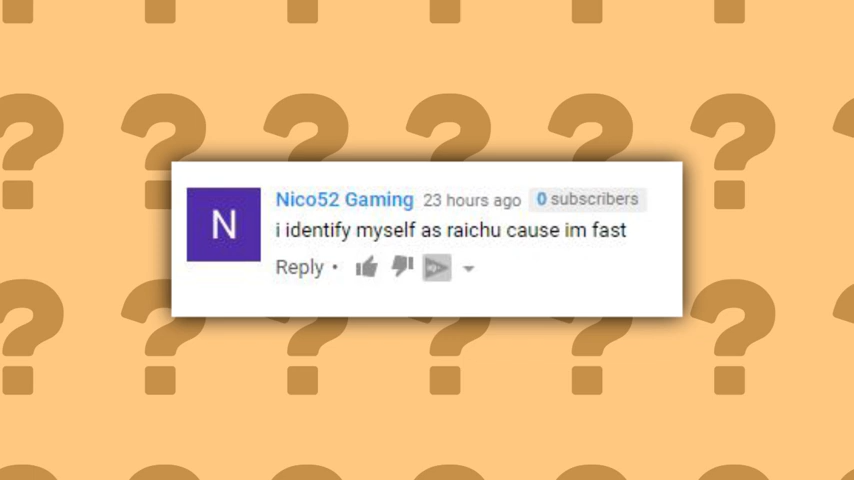 N
Nico52 Gaming 23 hours ago 0 subscribers
i identify myself as raichu cause im fast
Reply •